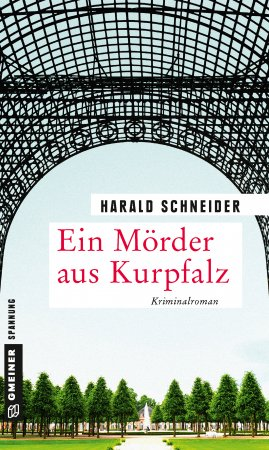 HARALD SCHNEIDER
Ein Mörder
aus Kurpfalz
Kriminalroman
GMEINER SPANNUNG